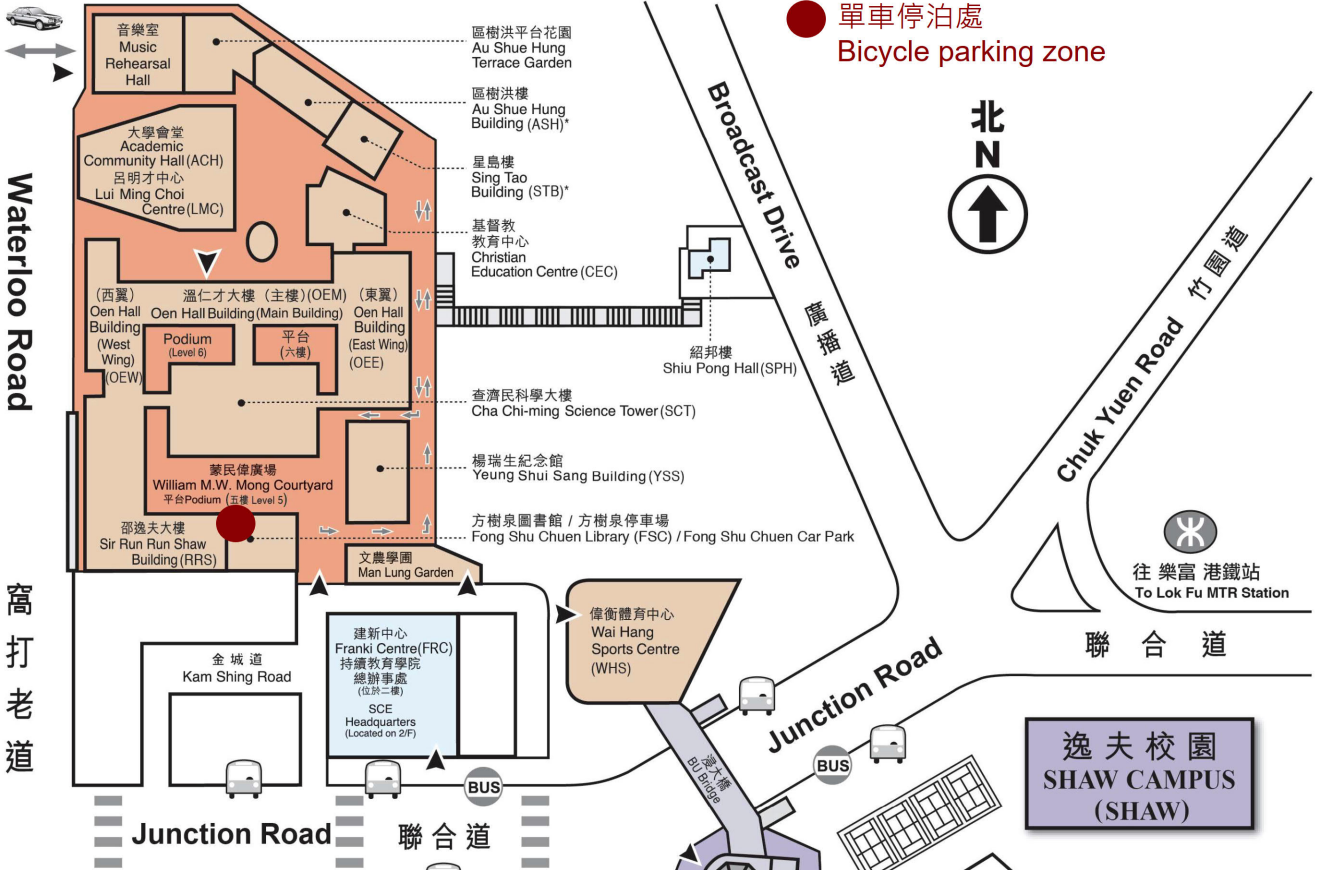 單車停泊處
Bicycle parking zone
音樂室
Music
Rehearsal
Hall
區樹洪平台花園
Au Shue Hung
Terrace Garden
區樹洪樓
Au Shue Hung
Building (ASH)*
星島樓
Sing Tao
Building (STB)*
基督教
教育中心
Christian
Education Centre (CEC)
大學會堂
Academic
Community Hall (ACH)
呂明才中心
Lui Ming Choi
Centre (LMC)
北
N
Broadcast Drive
廣播道
Waterloo Road
窩打老道
(西翼)
Oen Hall
Building
(West
Wing)
(OEW)
溫仁才大樓 (主樓) (OEM)
Oen Hall Building (Main Building)
(東翼)
Oen Hall
Building
(East Wing)
(OEE)
Podium
(Level 6)
平台
(六樓)
紹邦樓
Shiu Pong Hall (SPH)
竹園道
Chuk Yuen Road
查濟民科學大樓
Cha Chi-ming Science Tower (SCT)
楊瑞生紀念館
Yeung Shui Sang Building (YSS)
蒙民偉廣場
William M.W. Mong Courtyard
平台Podium (五樓 Level 5)
方樹泉圖書館 / 方樹泉停車場
Fong Shu Chuen Library (FSC) / Fong Shu Chuen Car Park
邵逸夫大樓
Sir Run Run Shaw
Building (RRS)
文農學圃
Man Lung Garden
往 樂富 港鐵站
To Lok Fu MTR Station
聯合道
偉衡體育中心
Wai Hang
Sports Centre
(WHS)
建新中心
Franki Centre (FRC)
持續教育學院
總辦事處
(位於二樓)
SCE
Headquarters
(Located on 2/F)
金城道
Kam Shing Road
Junction Road
浸大橋
BU Bridge
BUS
BUS
逸夫校園
SHAW CAMPUS
(SHAW)
Junction Road
聯合道